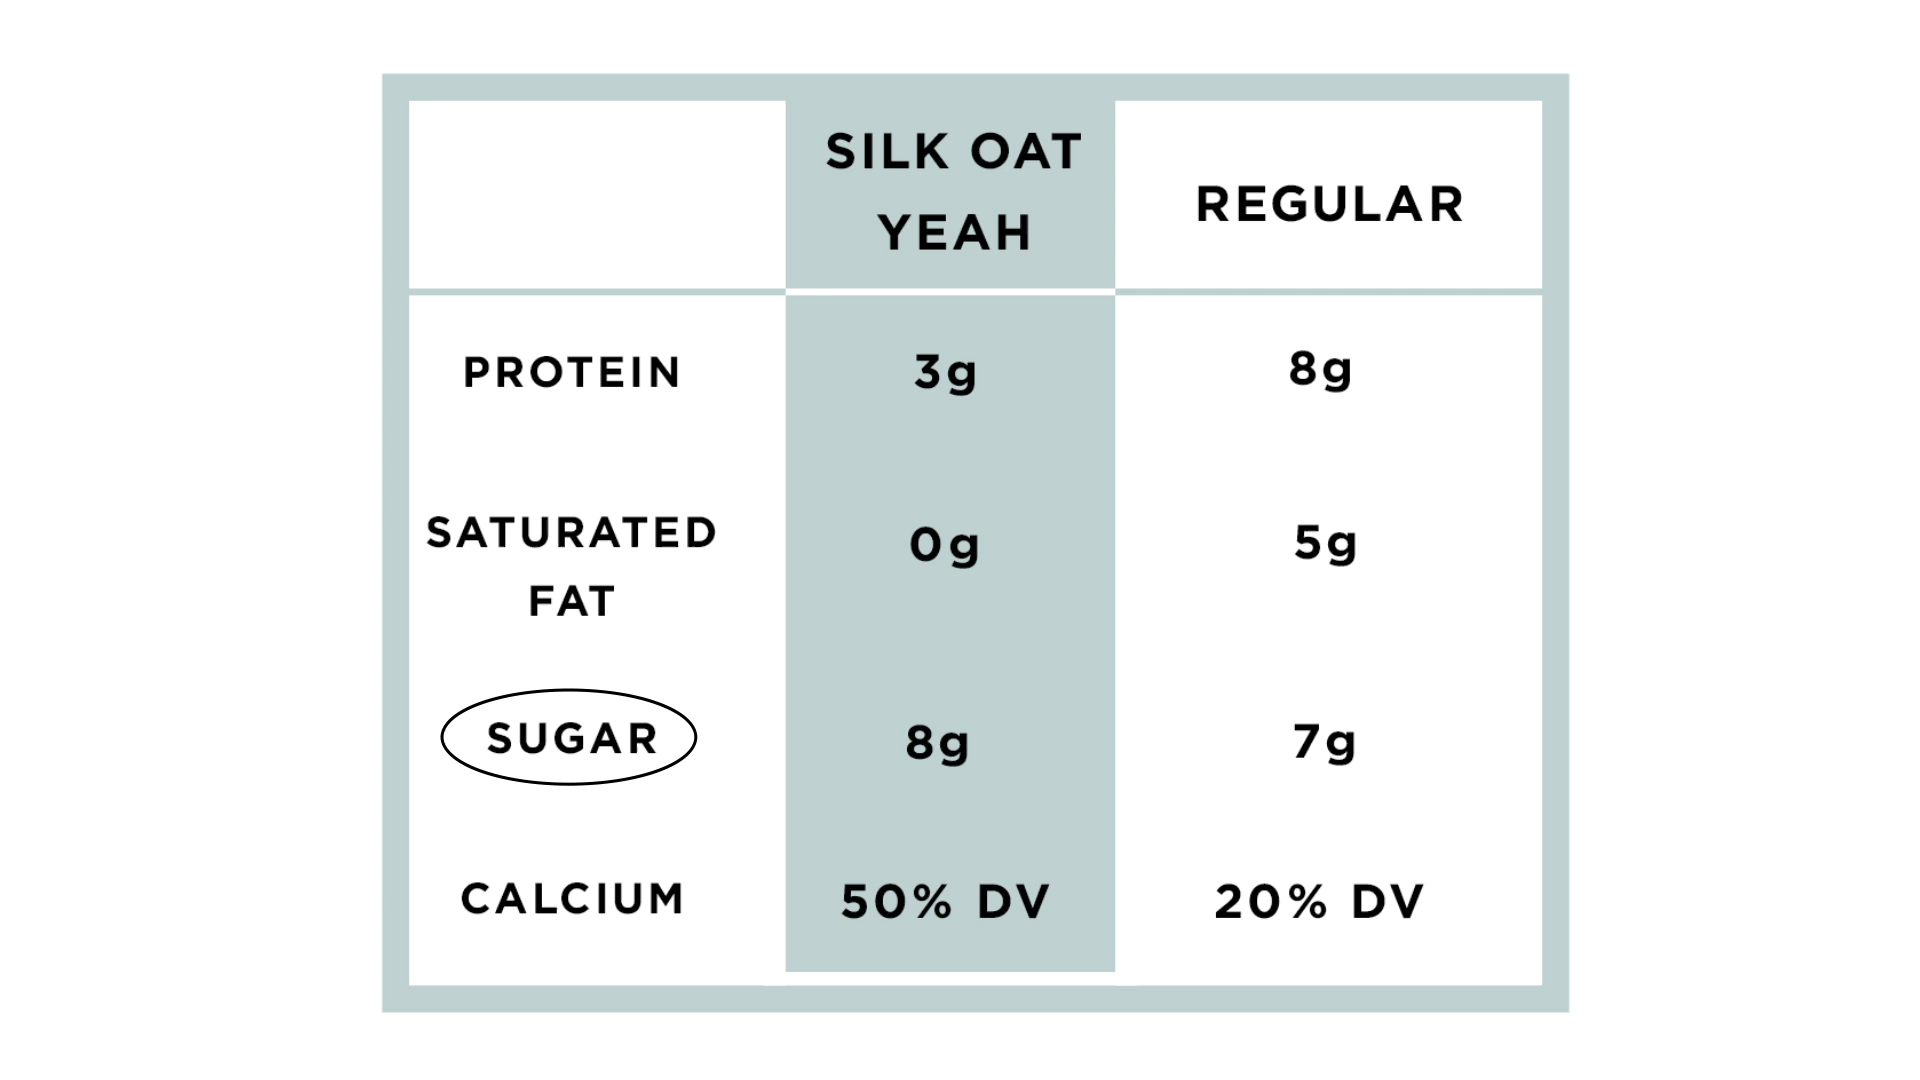 SILK OAT
YEAH
REGULAR
PROTEIN 3g 8g
SATURATED
FAT
0g 5g
SUGAR 8g 7g
CALCIUM 50% DV 20% DV